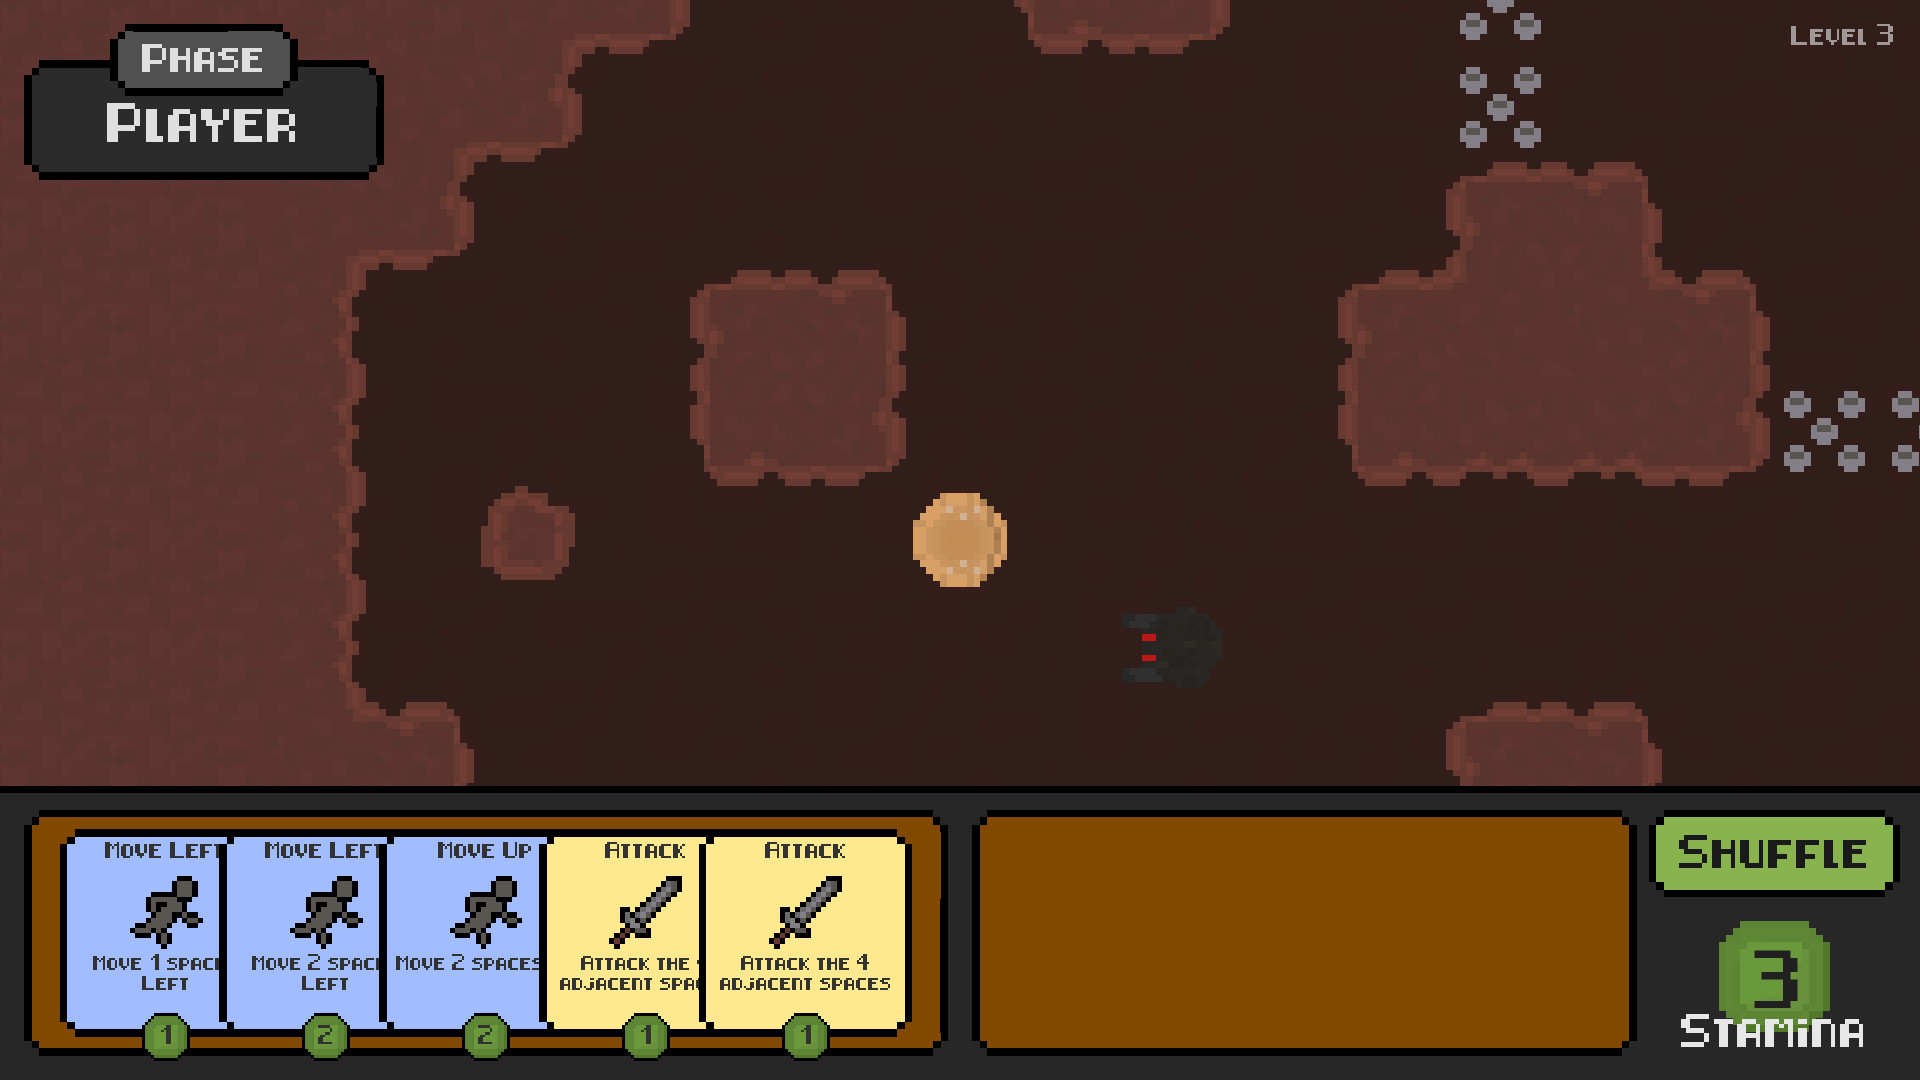 Phase
Player
Level 3
Move Left
Move 1 space
Left
1
Move Left
Move 2 spac
Left
2
Move Up
Move 2 spaces
2
Attack
Attack the
adjacent spa
1
Attack
Attack the 4
adjacent spaces
1
Shuffle
3
Stamina